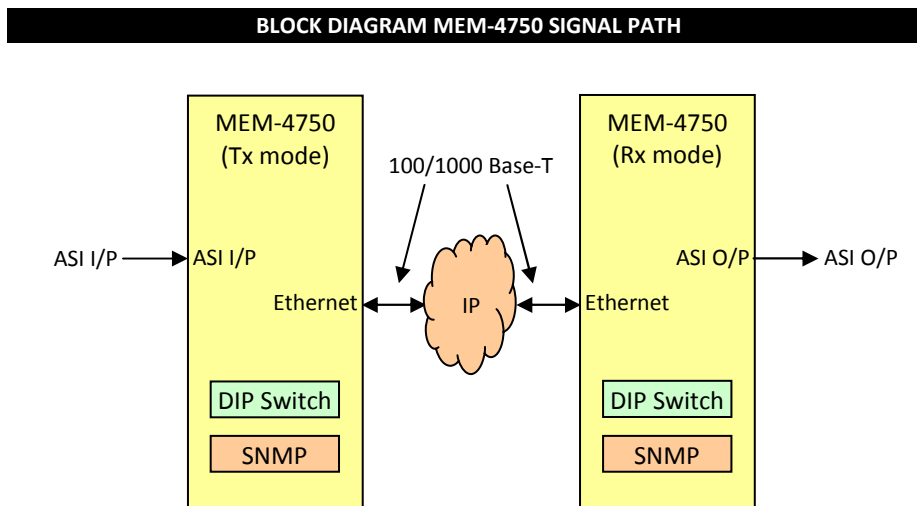 BLOCK DIAGRAM MEM-4750 SIGNAL PATH
MEM-4750
(Tx mode)
MEM-4750
(Rx mode)
100/1000 Base-T
ASI I/P
ASI I/P
ASI O/P
ASI O/P
Ethernet
IP
Ethernet
DIP Switch
DIP Switch
SNMP
SNMP